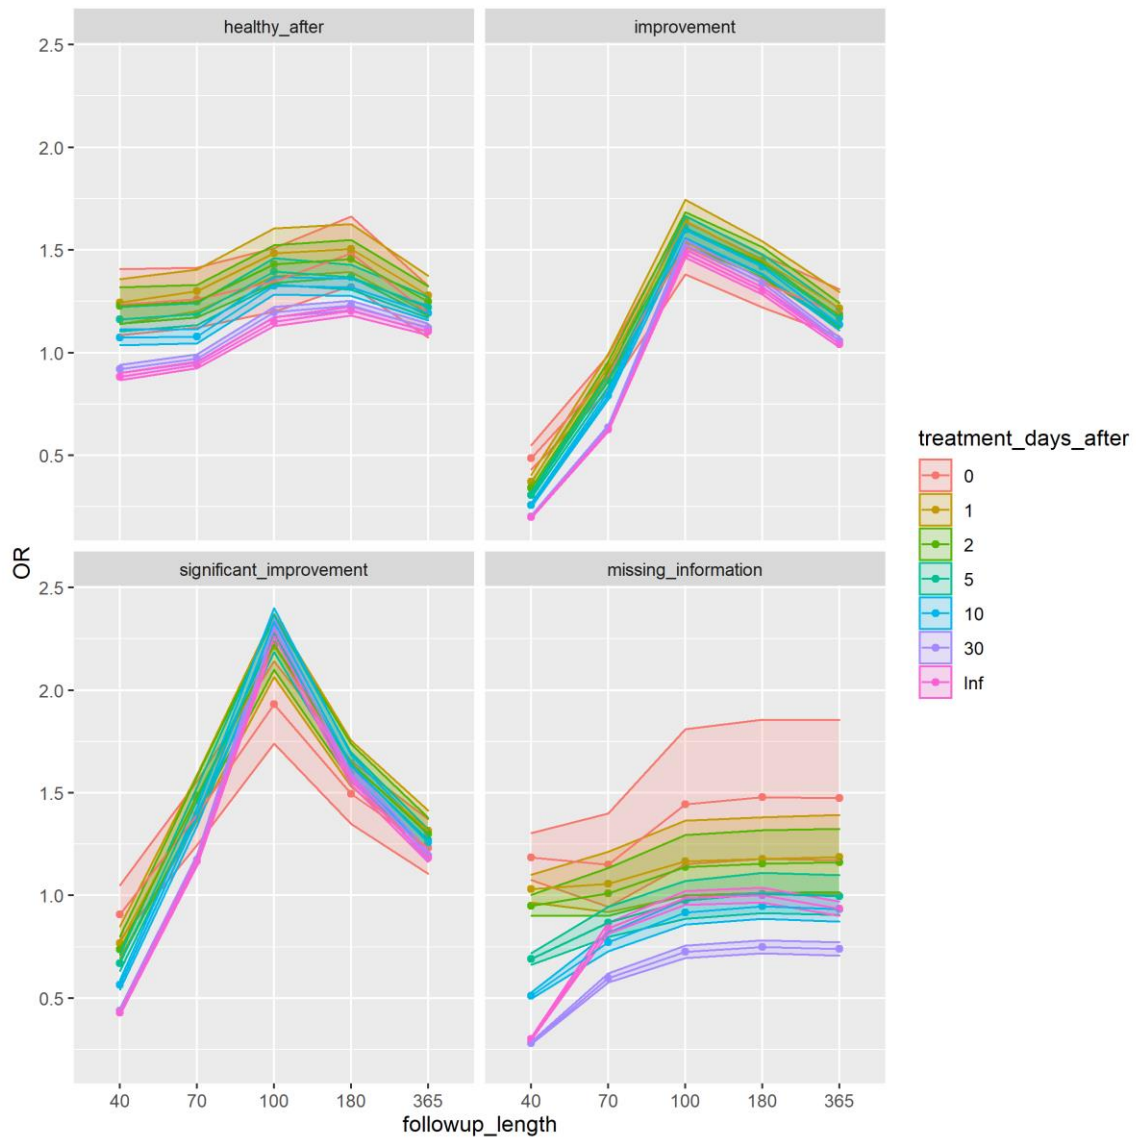 healthy_after
improvement
2.5
2.0
1.5
1.0
0.5
OR
significant_improvement
missing_information
2.5
2.0
1.5
1.0
0.5
40 70 100 180 365
40 70 100 180 365
followup_length
treatment_days_after
0
1
2
5
10
30
Inf